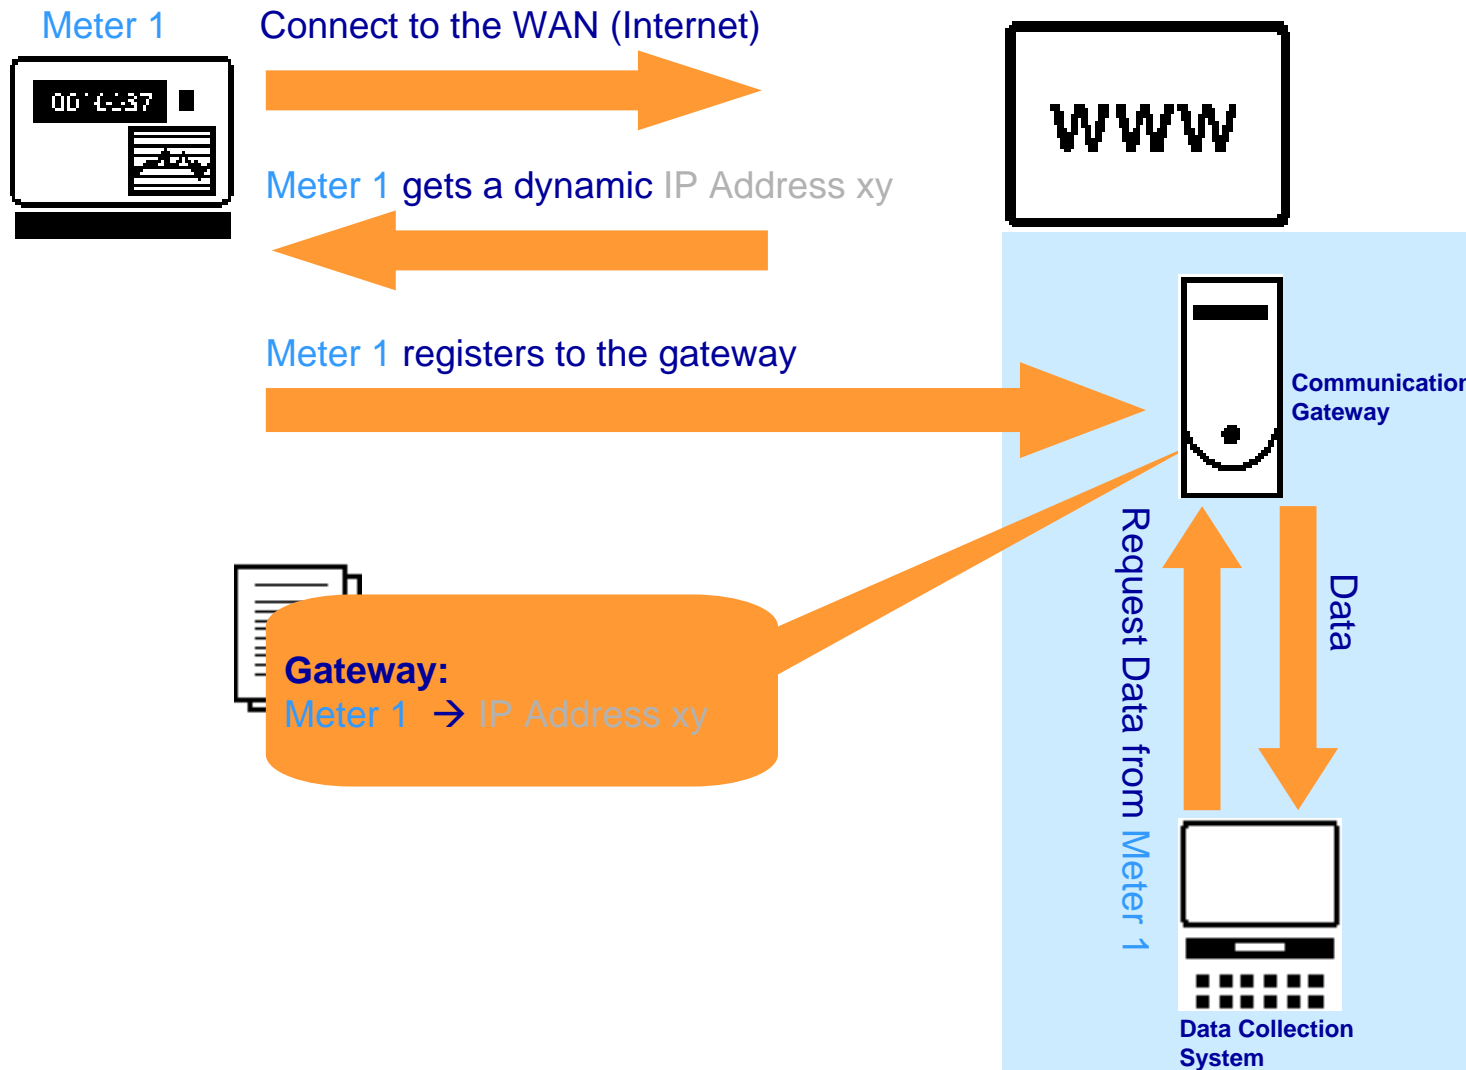 Meter 1
Connect to the WAN (Internet)
www
Meter 1 gets a dynamic IP Address xy
Meter 1 registers to the gateway
Communication
Gateway
Gateway:
Meter 1 → IP Address xy
Request Data from Meter 1
Data
Data Collection
System